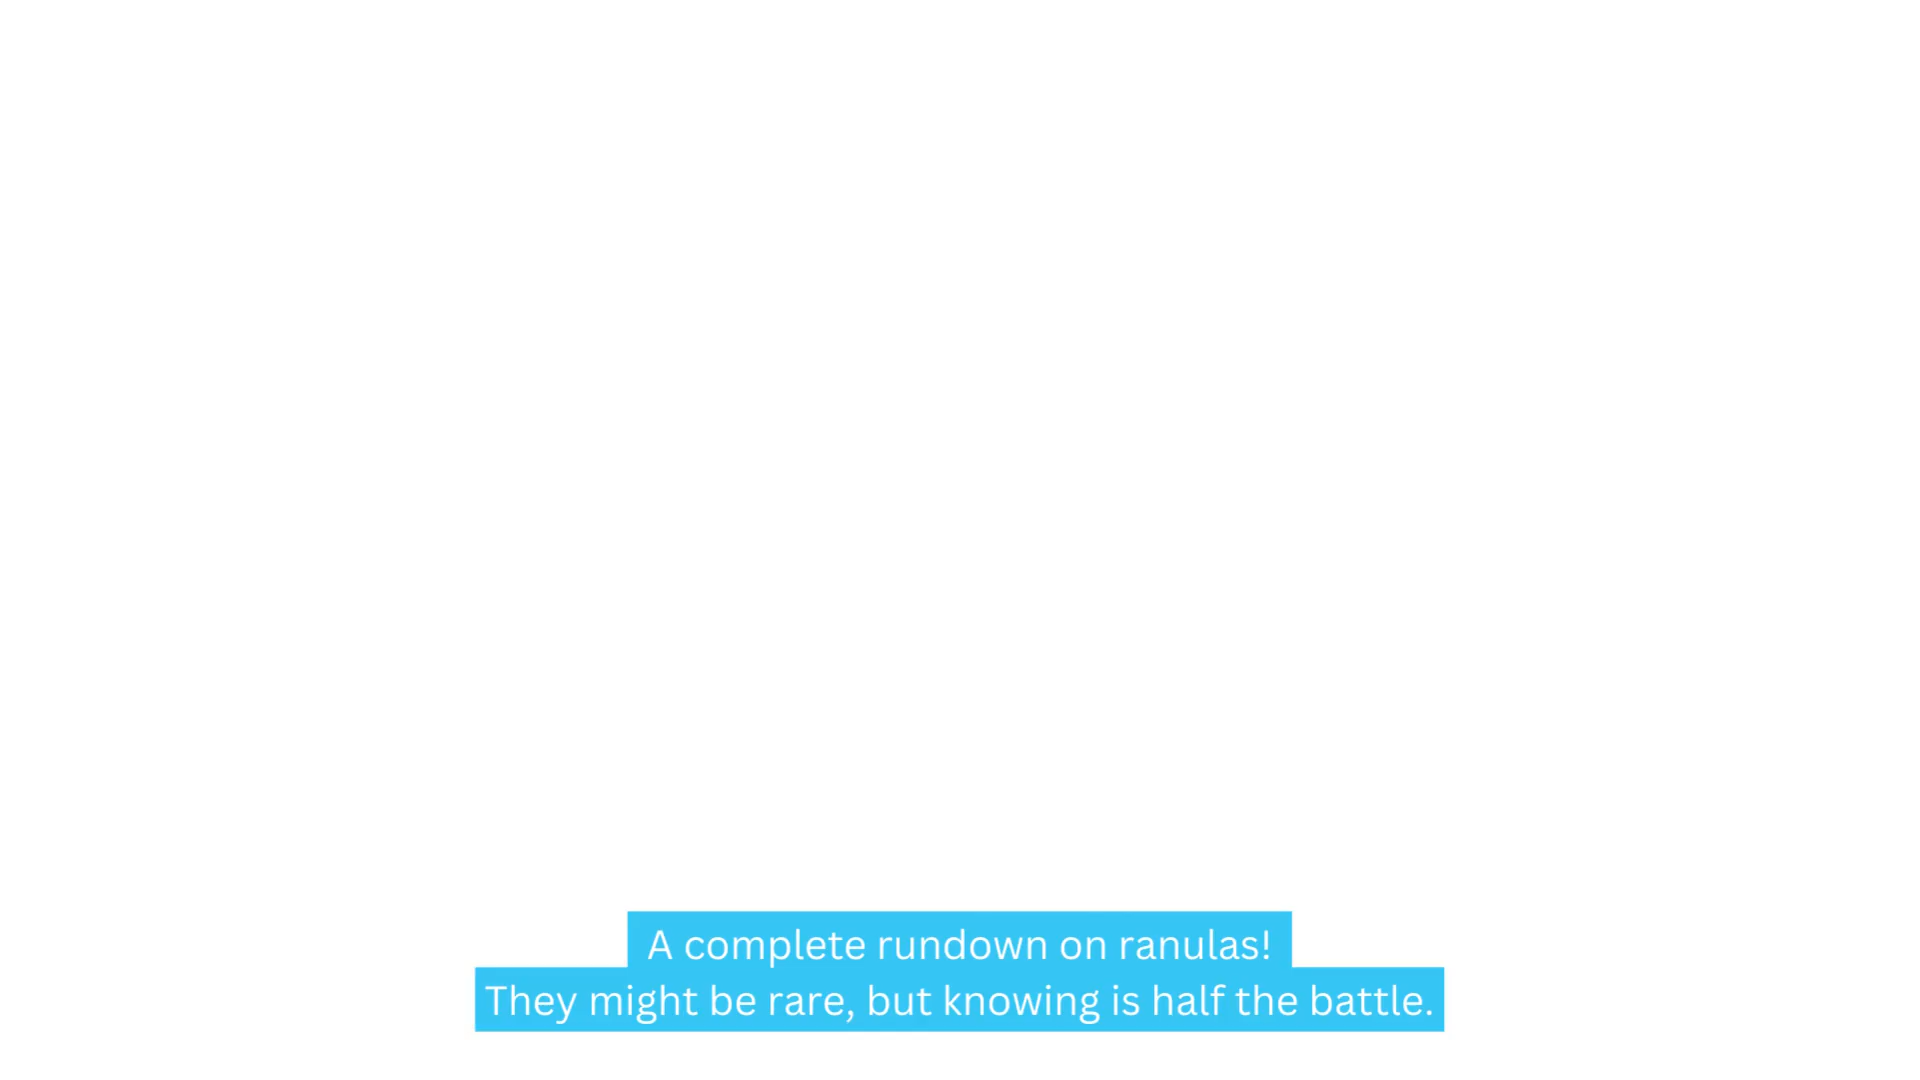 A complete rundown on ranulas!
They might be rare, but knowing is half the battle.